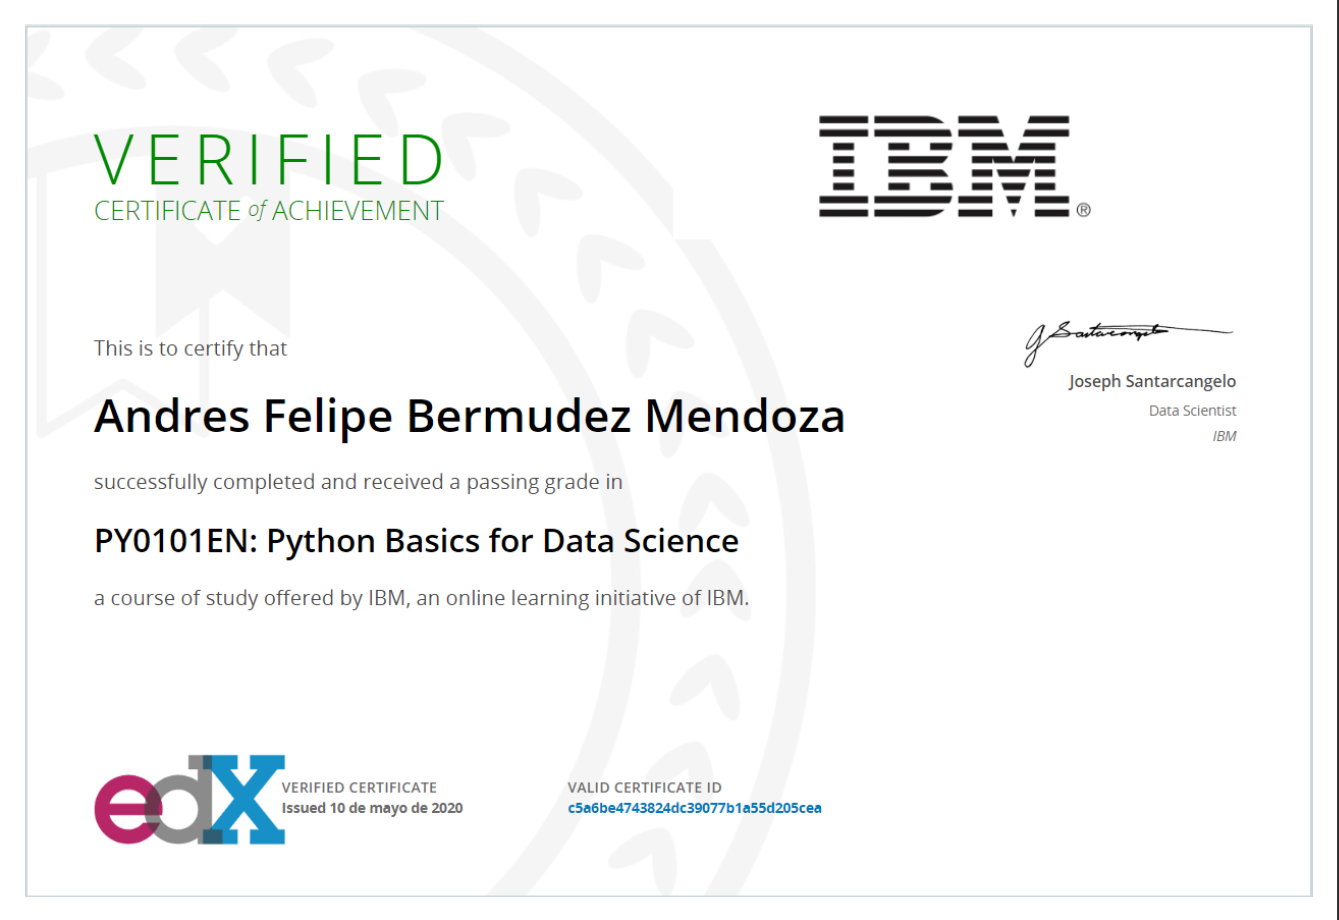 VERIFIED
CERTIFICATE of ACHIEVEMENT
IBM®
This is to certify that
Andres Felipe Bermudez Mendoza
successfully completed and received a passing grade in
PY0101EN: Python Basics for Data Science
a course of study offered by IBM, an online learning initiative of IBM.
J Santarcangelo
Joseph Santarcangelo
Data Scientist
IBM
edX
VERIFIED CERTIFICATE
Issued 10 de mayo de 2020
VALID CERTIFICATE ID
c5a6be4743824dc39077b1a55d205cea